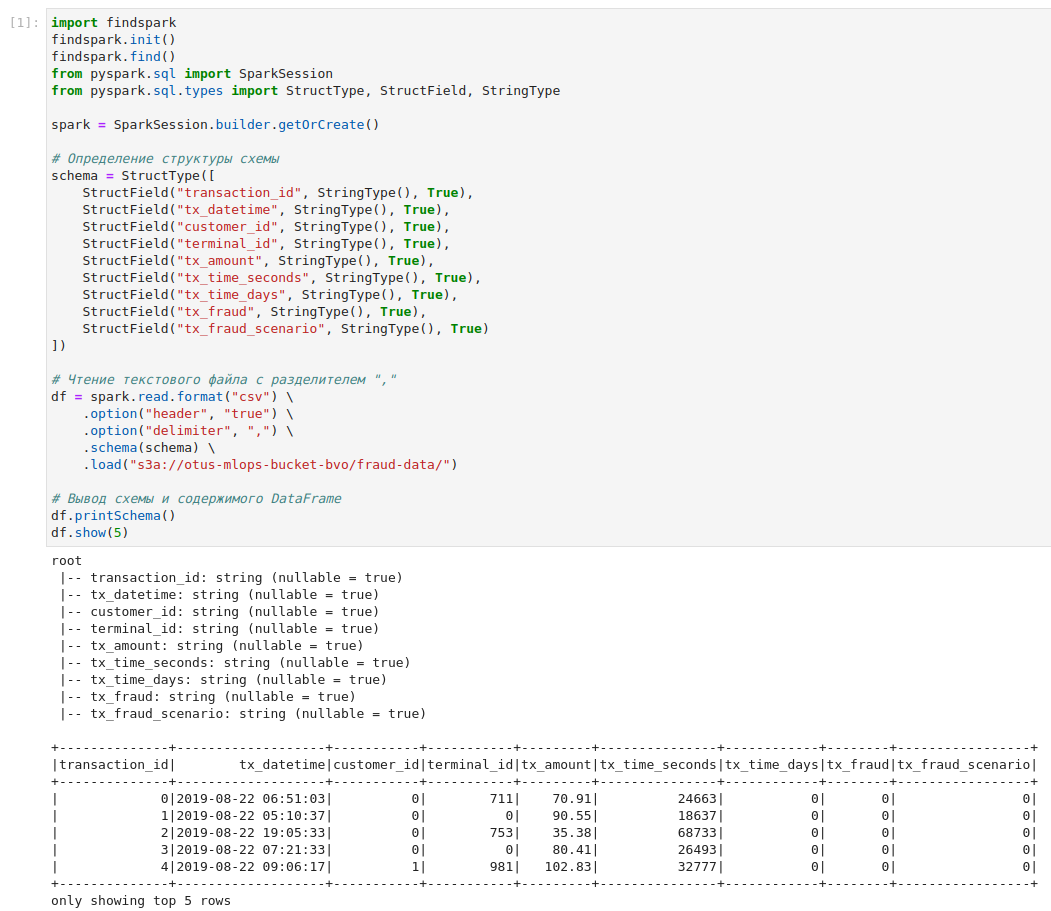 [1]:
import findspark
findspark.init()
findspark.find()
from pyspark.sql import SparkSession
from pyspark.sql.types import StructType, StructField, StringType

spark = SparkSession.builder.getOrCreate()

# Определение структуры схемы
schema = StructType([
    StructField("transaction_id", StringType(), True),
    StructField("tx_datetime", StringType(), True),
    StructField("customer_id", StringType(), True),
    StructField("terminal_id", StringType(), True),
    StructField("tx_amount", StringType(), True),
    StructField("tx_time_seconds", StringType(), True),
    StructField("tx_time_days", StringType(), True),
    StructField("tx_fraud", StringType(), True),
    StructField("tx_fraud_scenario", StringType(), True)
])

# Чтение текстового файла с разделителем ","
df = spark.read.format("csv") \
    .option("header", "true") \
    .option("delimiter", ",") \
    .schema(schema) \
    .load("s3a://otus-mlops-bucket-bvo/fraud-data/")

# Вывод схемы и содержимого DataFrame
df.printSchema()
df.show(5)
root
 |-- transaction_id: string (nullable = true)
 |-- tx_datetime: string (nullable = true)
 |-- customer_id: string (nullable = true)
 |-- terminal_id: string (nullable = true)
 |-- tx_amount: string (nullable = true)
 |-- tx_time_seconds: string (nullable = true)
 |-- tx_time_days: string (nullable = true)
 |-- tx_fraud: string (nullable = true)
 |-- tx_fraud_scenario: string (nullable = true)

+--------------+-------------------+-----------+-----------+---------+---------------+------------+--------+-----------------+
|transaction_id|        tx_datetime|customer_id|terminal_id|tx_amount|tx_time_seconds|tx_time_days|tx_fraud|tx_fraud_scenario|
+--------------+-------------------+-----------+-----------+---------+---------------+------------+--------+-----------------+
|             0|2019-08-22 06:51:03|          0|        711|    70.91|          24663|           0|       0|                0|
|             1|2019-08-22 05:10:37|          0|          0|    90.55|          18637|           0|       0|                0|
|             2|2019-08-22 19:05:33|          0|        753|    35.38|          68733|           0|       0|                0|
|             3|2019-08-22 07:21:33|          0|          0|    80.41|          26493|           0|       0|                0|
|             4|2019-08-22 09:06:17|          1|        981|   102.83|          32777|           0|       0|                0|
+--------------+-------------------+-----------+-----------+---------+---------------+------------+--------+-----------------+
only showing top 5 rows